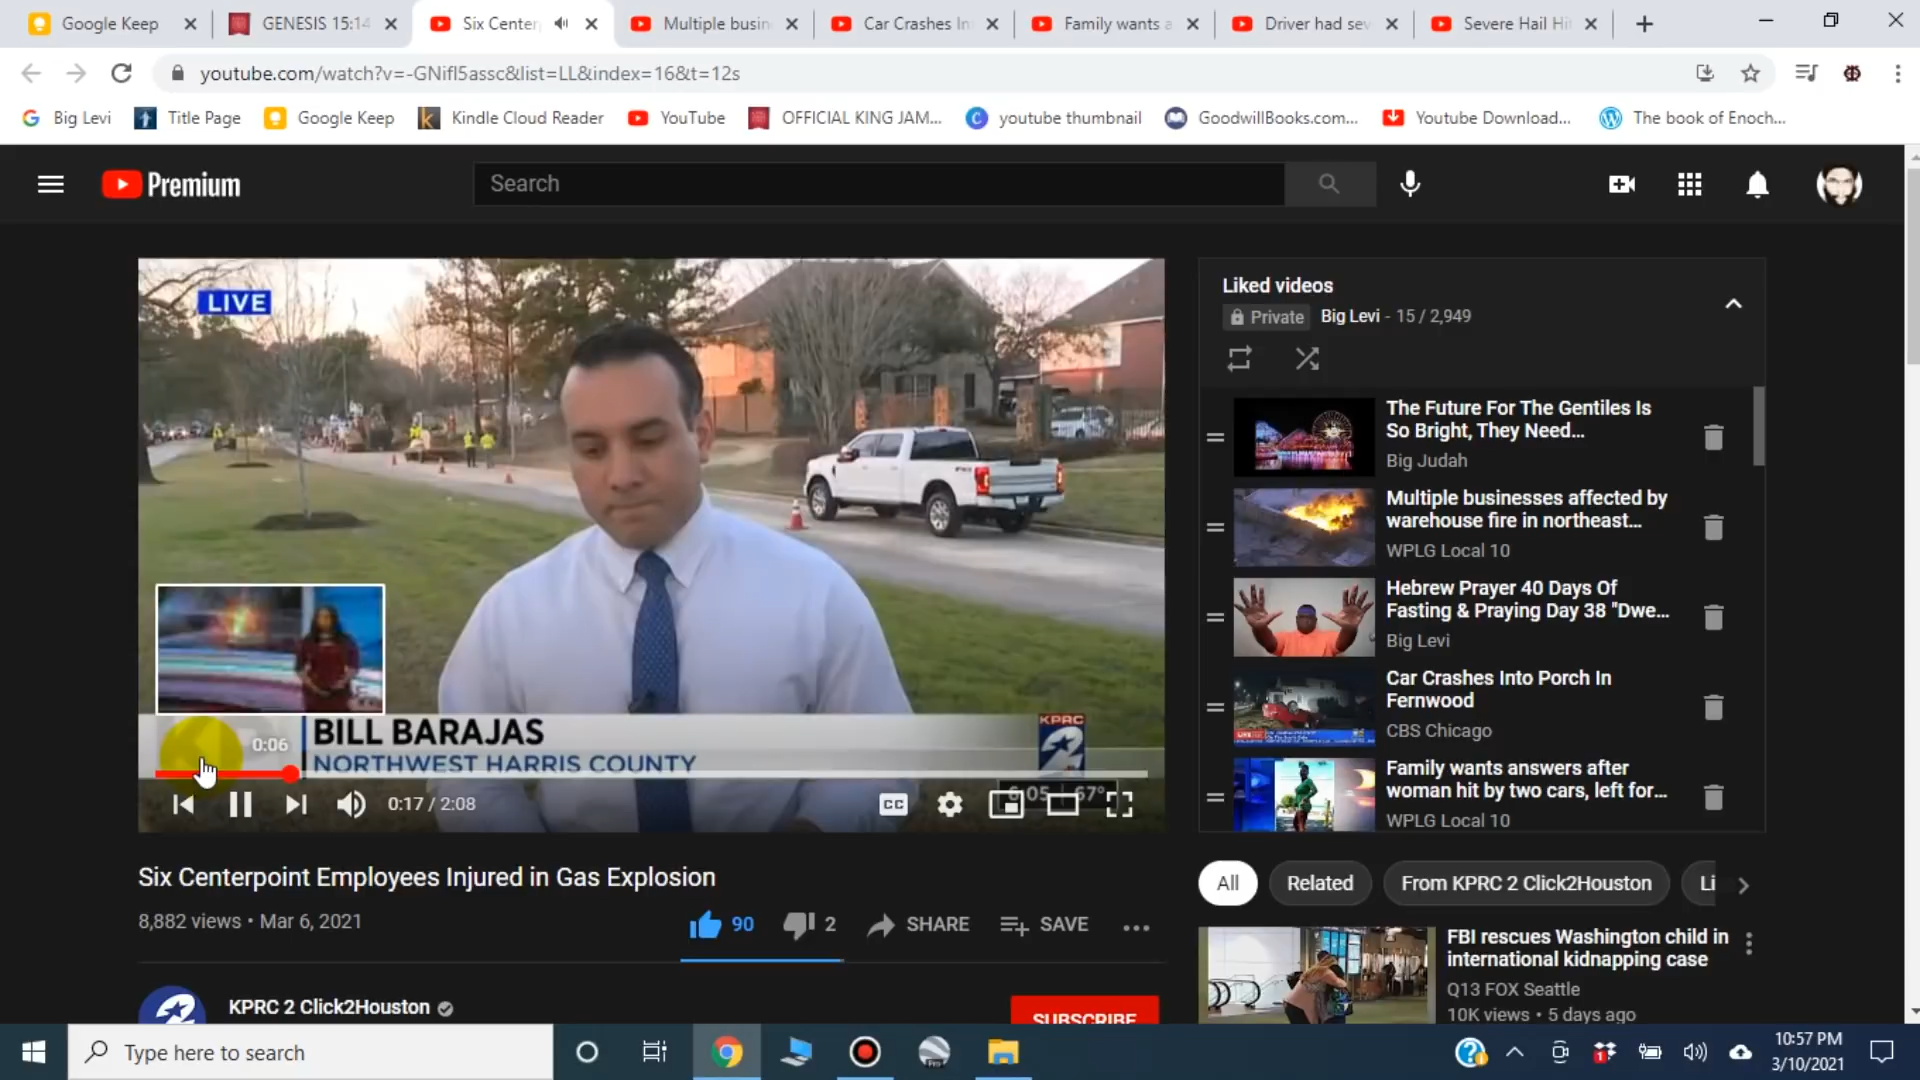 Google Keep
GENESIS 15:14
Six Center
Multiple busin
Car Crashes In
Family wants a
Driver had sev
Severe Hail Hi
youtube.com/watch?v=-GNifl5assc&list=LL&index=16&t=12s
Big Levi
Title Page
Google Keep
Kindle Cloud Reader
YouTube
OFFICIAL KING JAM...
youtube thumbnail
GoodwillBooks.com...
Youtube Download...
The book of Enoch...
Premium
Search
LIVE
BILL BARAJAS
NORTHWEST HARRIS COUNTY
KPRC
2
6:05 67°
0:06
0:17 / 2:08
CC
Liked videos
Private Big Levi - 15 / 2,949
The Future For The Gentiles Is
So Bright, They Need...
Big Judah
Multiple businesses affected by
warehouse fire in northeast...
WPLG Local 10
Hebrew Prayer 40 Days Of
Fasting & Praying Day 38 "Dwe...
Big Levi
Car Crashes Into Porch In
Fernwood
CBS Chicago
Family wants answers after
woman hit by two cars, left for...
WPLG Local 10
Six Centerpoint Employees Injured in Gas Explosion
8,882 views • Mar 6, 2021
90
2
SHARE
SAVE
KPRC 2 Click2Houston
SUBSCRIBE
All
Related
From KPRC 2 Click2Houston
Li
FBI rescues Washington child in
international kidnapping case
Q13 FOX Seattle
10K views • 5 days ago
Type here to search
10:57 PM
3/10/2021